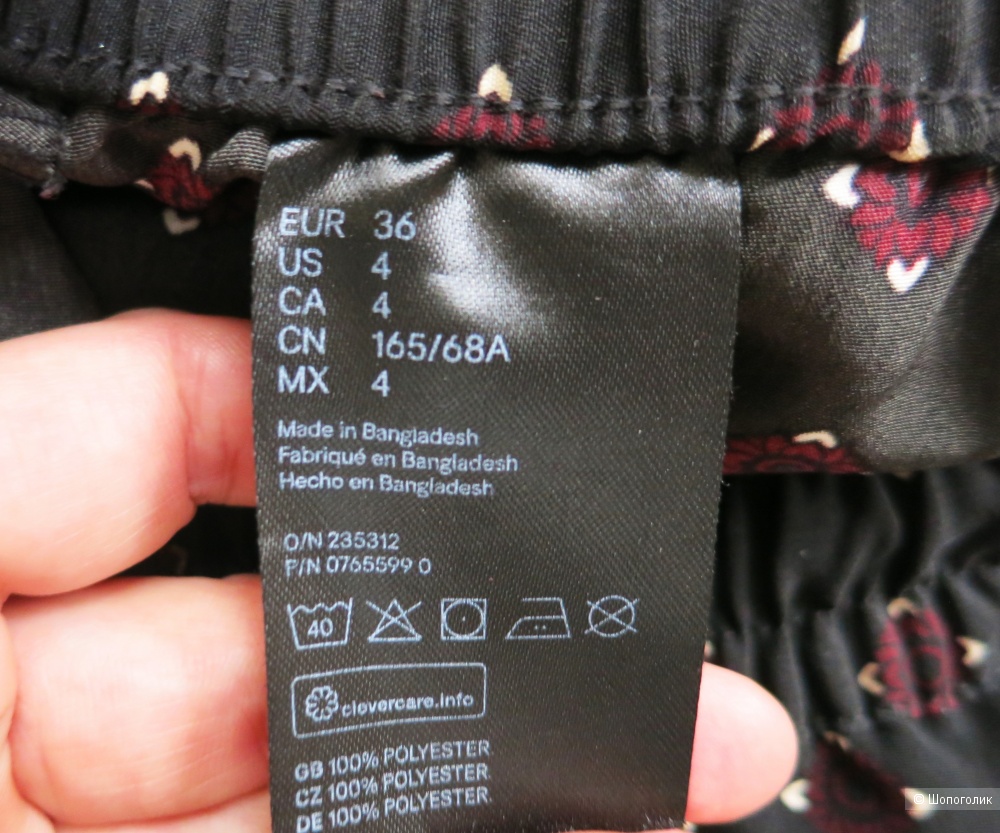 EUR 36
US 4
CA 4
CN 165/68A
MX 4
Made in Bangladesh
Fabriqué en Bangladesh
Hecho en Bangladesh
O/N 235312
P/N 0765599 0
40
clevercare.info
GB 100% POLYESTER
CZ 100% POLYESTER
DE 100% POLYESTER.
© Шопоголик